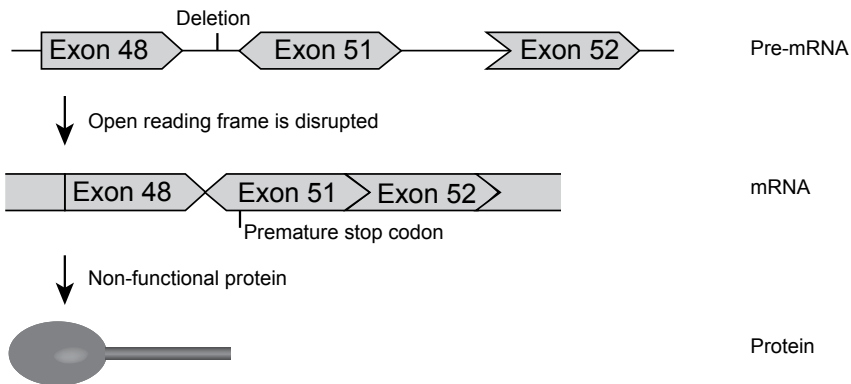 Deletion
Exon 48 Exon 51 Exon 52 Pre-mRNA
Open reading frame is disrupted
Exon 48 Exon 51 Exon 52 mRNA
Premature stop codon
Non-functional protein
Protein